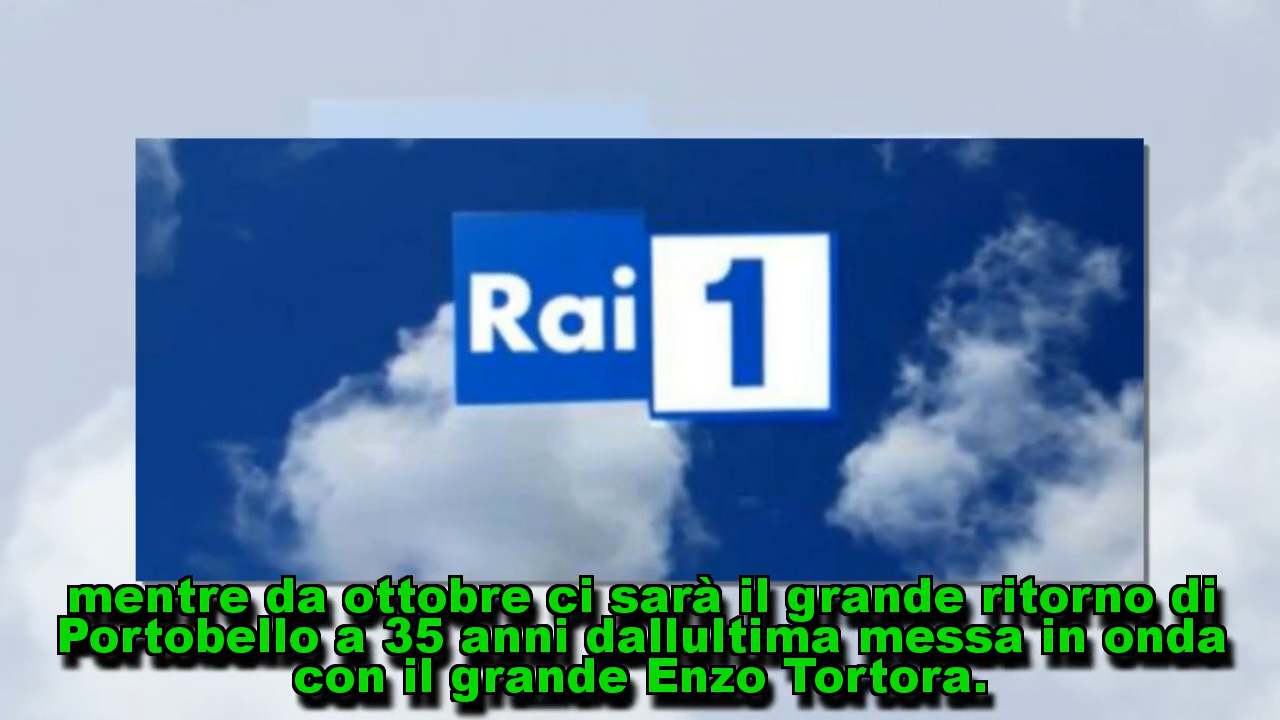 Rai 1
mentre da ottobre ci sarà il grande ritorno di
Portobello a 35 anni dallultima messa in onda
con il grande Enzo Tortora.